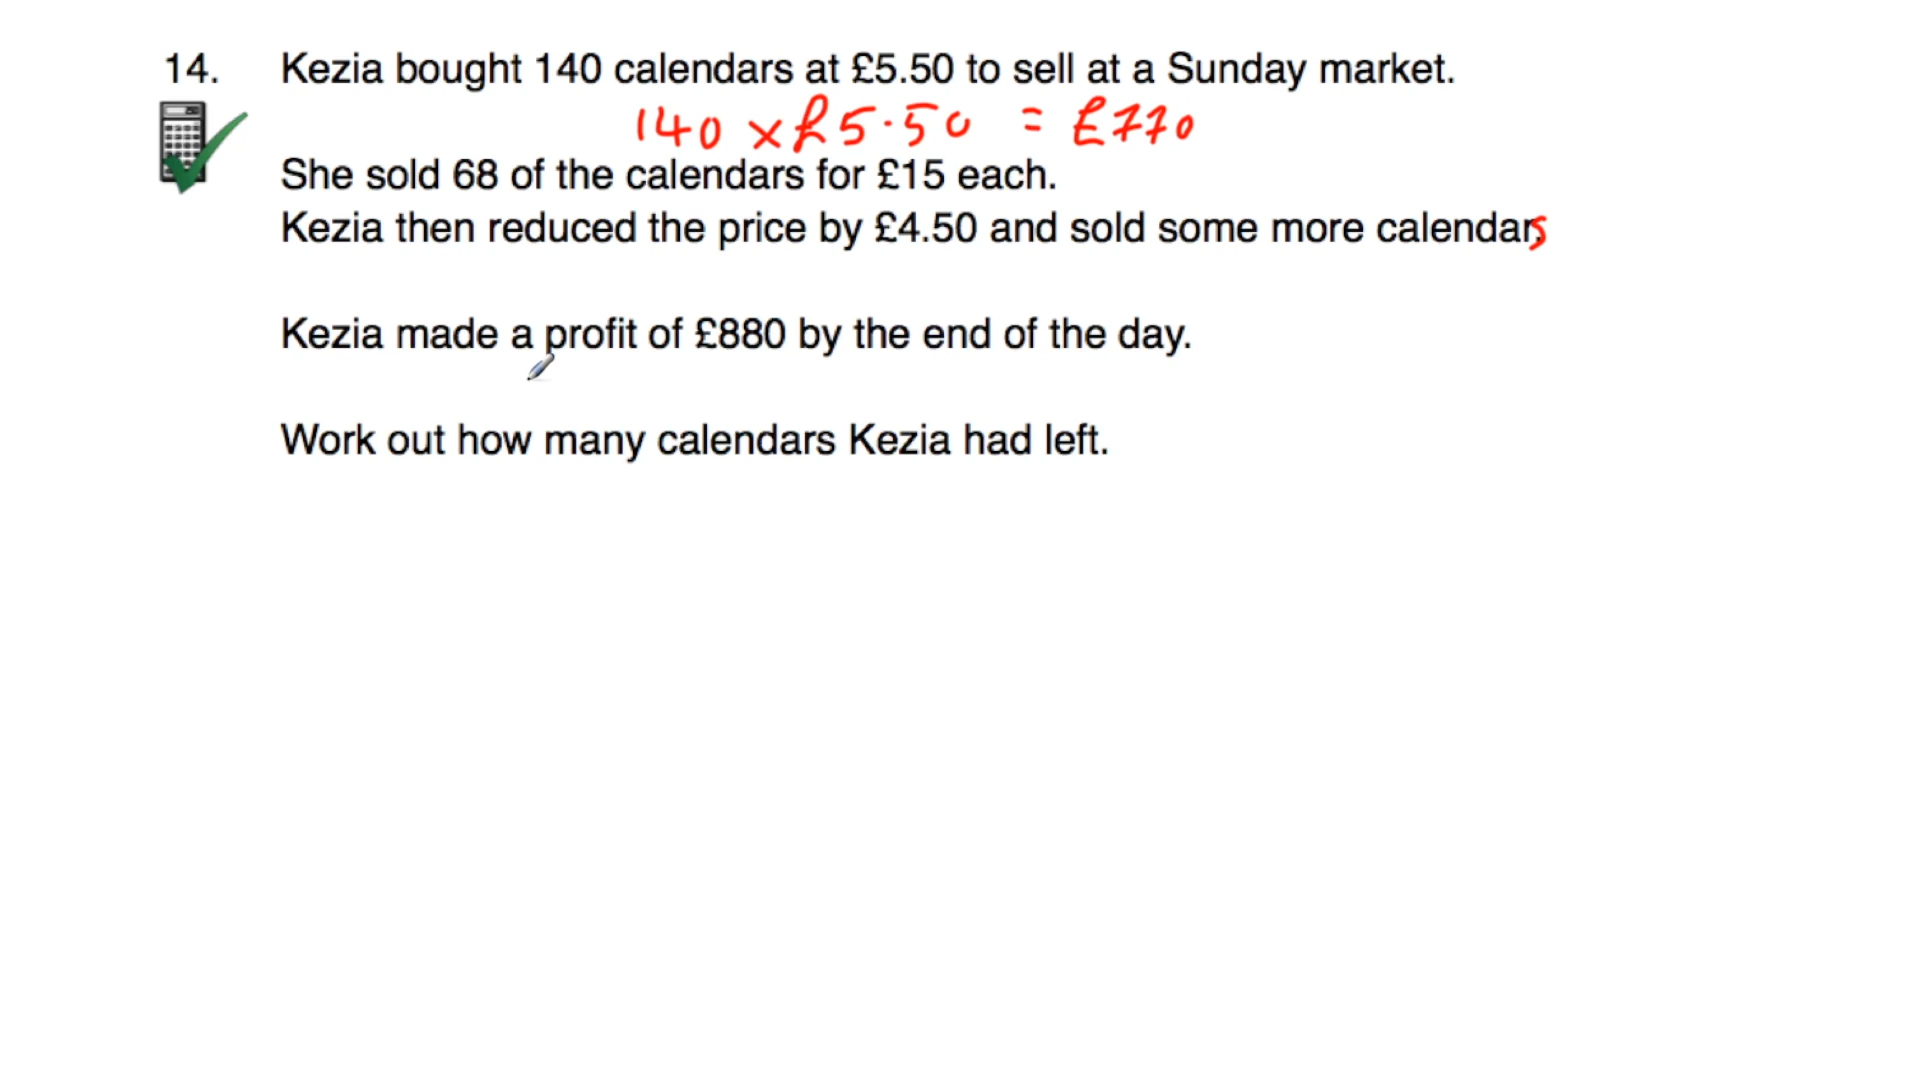 14. Kezia bought 140 calendars at £5.50 to sell at a Sunday market.
140 × £5.50 = £770
She sold 68 of the calendars for £15 each.
Kezia then reduced the price by £4.50 and sold some more calendars
Kezia made a profit of £880 by the end of the day.
Work out how many calendars Kezia had left.